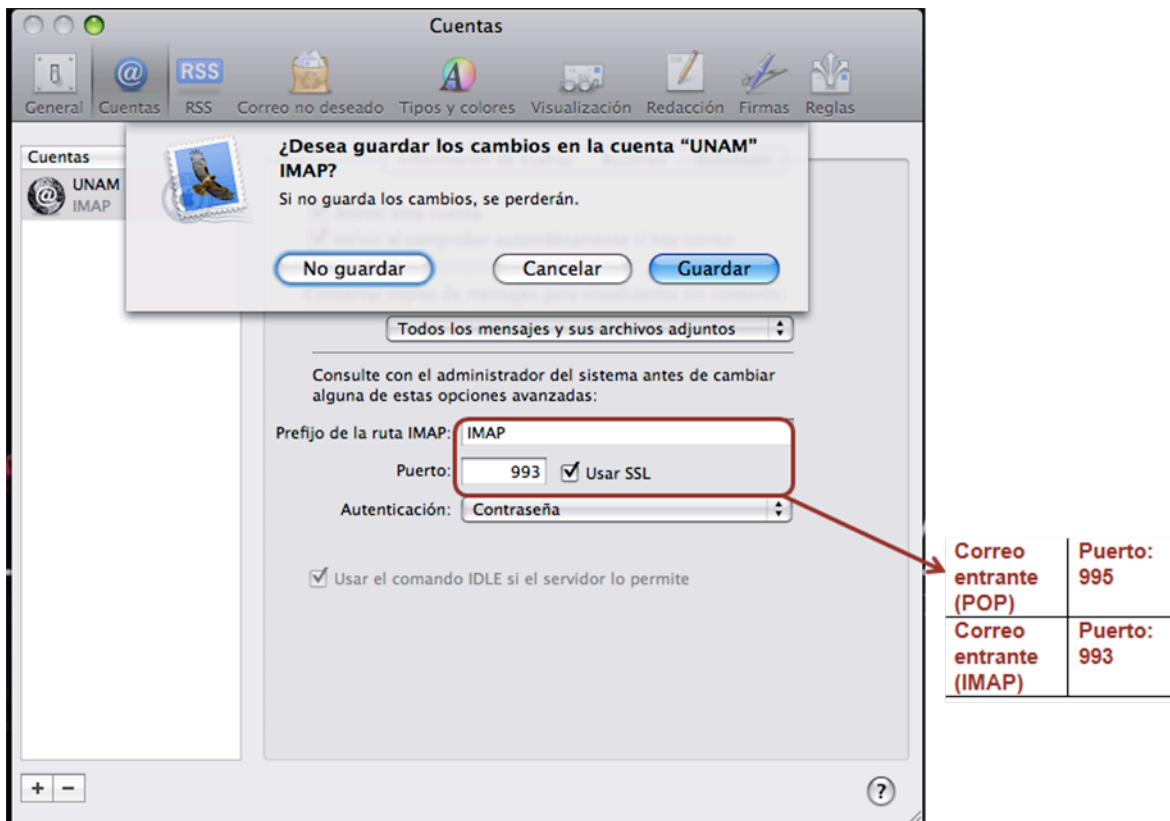 Cuentas
General Cuentas RSS Correo no deseado Tipos y colores Visualización Redacción Firmas Reglas
RSS
Cuentas
UNAM
IMAP
¿Desea guardar los cambios en la cuenta “UNAM”
IMAP?
Si no guarda los cambios, se perderán.
No guardar Cancelar Guardar
Todos los mensajes y sus archivos adjuntos
Consulte con el administrador del sistema antes de cambiar
alguna de estas opciones avanzadas:
Prefijo de la ruta IMAP: IMAP
Puerto: 993 Usar SSL
Autenticación: Contraseña
Usar el comando IDLE si el servidor lo permite
+ − ?
Correo
entrante
(POP)
Puerto:
995
Correo
entrante
(IMAP)
Puerto:
993